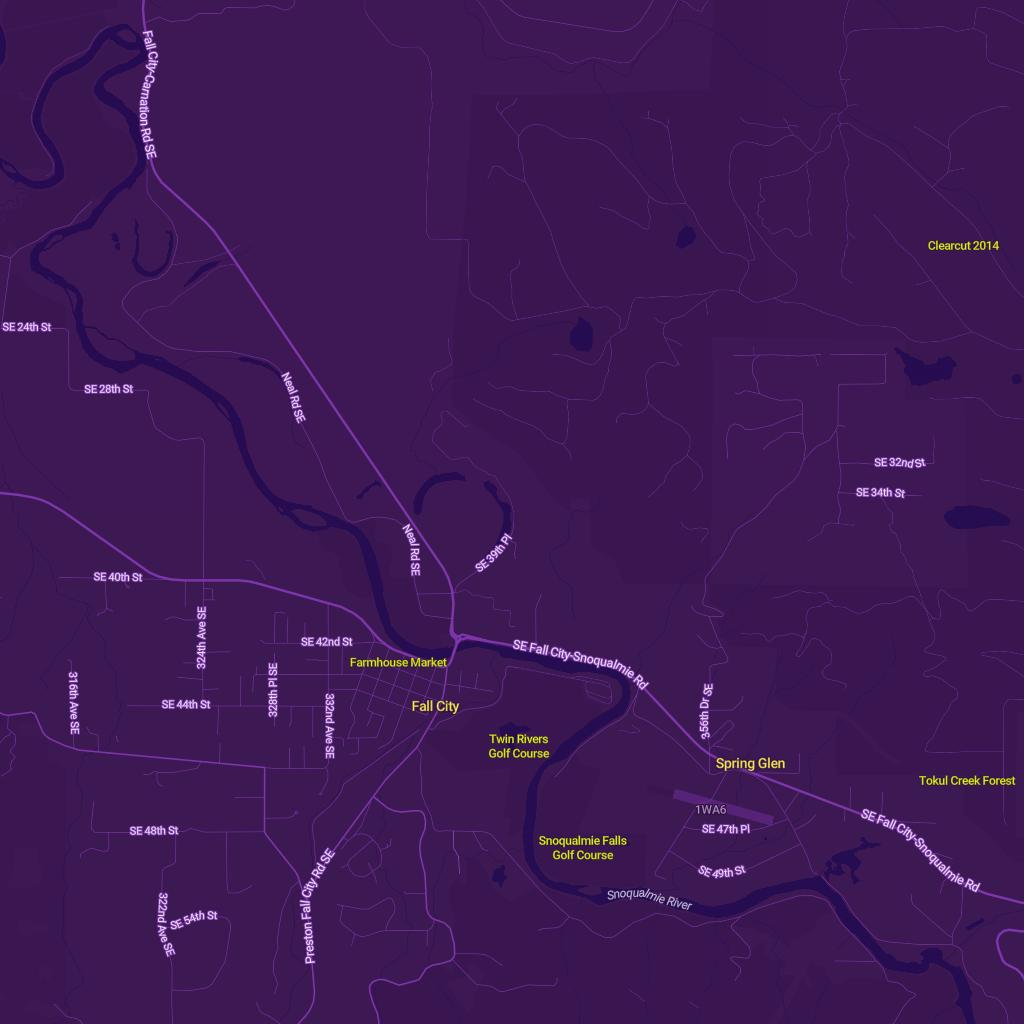 Fall City-Carnation Rd SE
Clearcut 2014
SE 24th St
SE 28th St
Neal Rd SE
SE 32nd St
SE 34th St
Neal Rd SE
SE 39th Pl
SE 40th St
324th Ave SE
SE 42nd St
Farmhouse Market
SE Fall City-Snoqualmie Rd
316th Ave SE
328th Pl SE
332nd Ave SE
SE 44th St
Fall City
356th Dr SE
Twin Rivers
Golf Course
Spring Glen
Tokul Creek Forest
1WA6
SE 47th Pl
SE 48th St
SE Fall City-Snoqualmie Rd
Snoqualmie Falls
Golf Course
SE 49th St
Preston Fall City Rd SE
Snoqualmie River
322nd Ave SE
SE 54th St